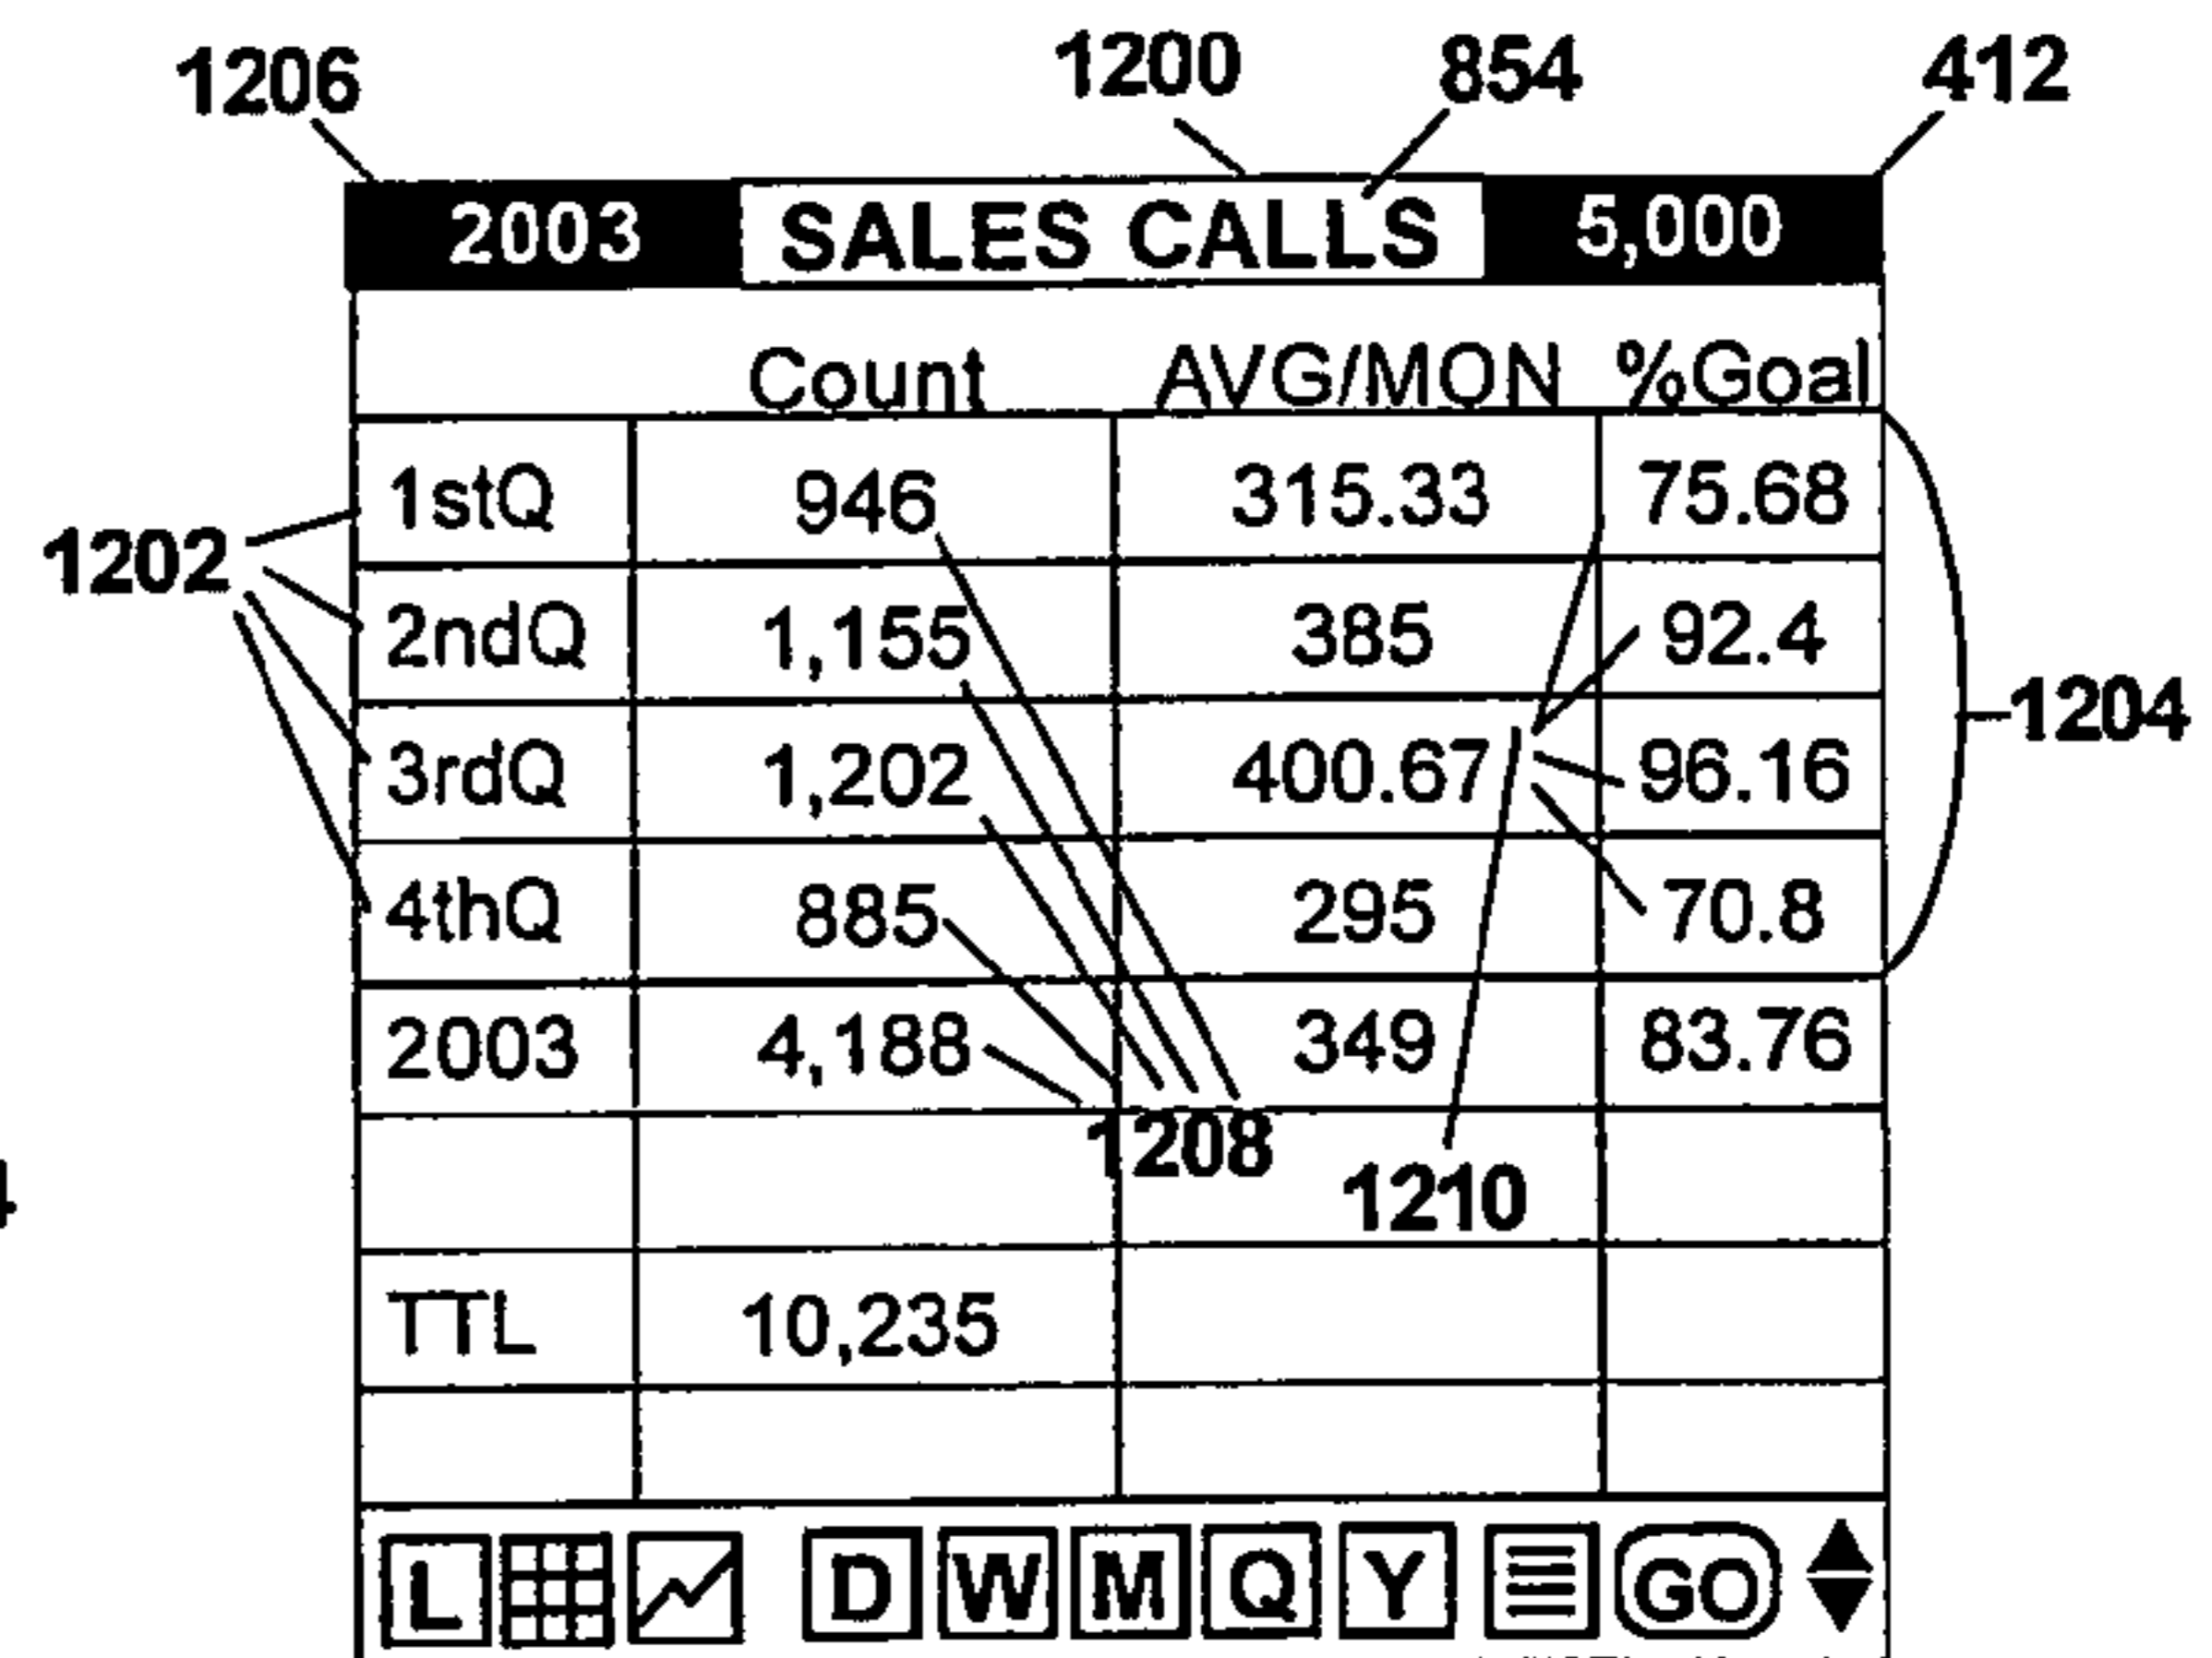 1206 1200 854 412
2003 SALES CALLS 5,000
Count AVG/MON %Goal
1stQ 946 315.33 75.68
1202
2ndQ 1,155 385 92.4
1204
3rdQ 1,202 400.67 96.16
4thQ 885 295 70.8
2003 4,188 349 83.76
1208
4
1210
TTL 10,235
L D W M Q Y GO